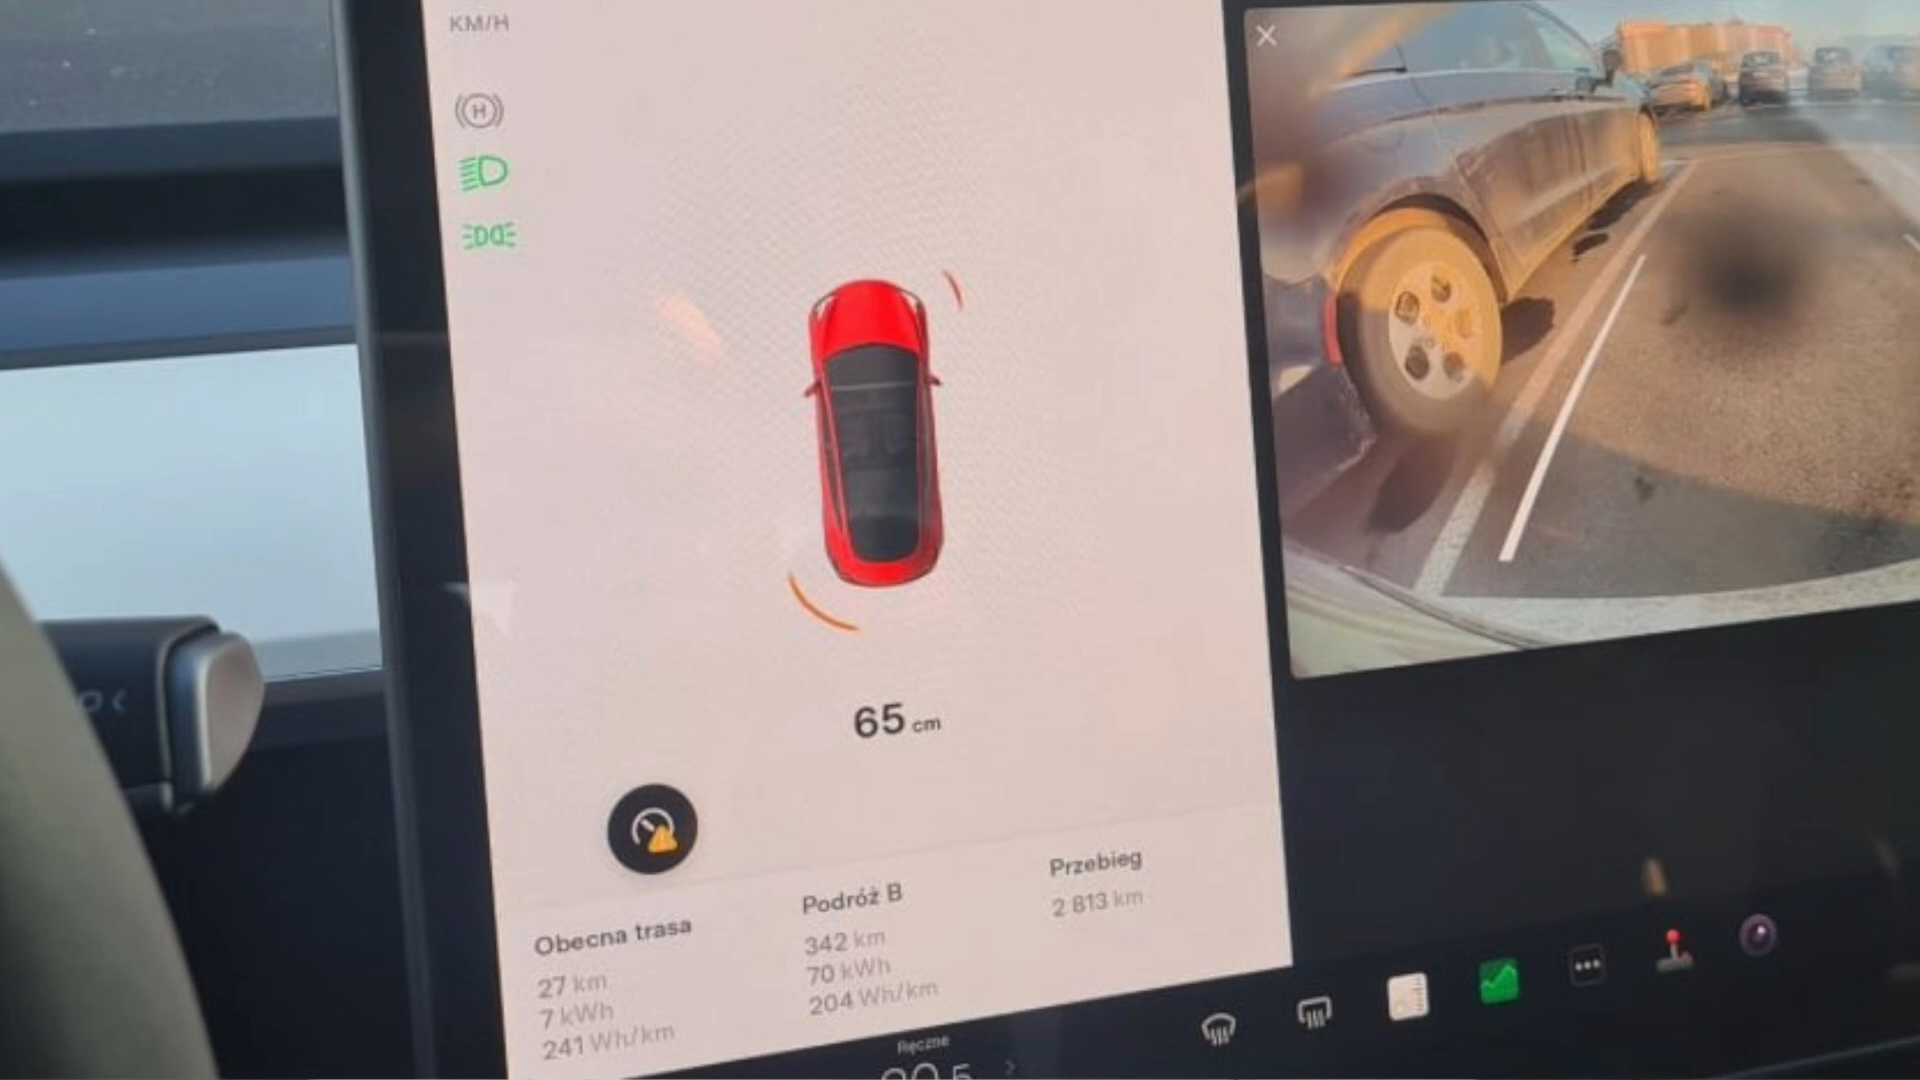 KM/H
H
65 cm
Obecna trasa
27 km
7 kWh
241 Wh/km
Podróż B
342 km
70 kWh
204 Wh/km
Przebieg
2 813 km
Ręczne